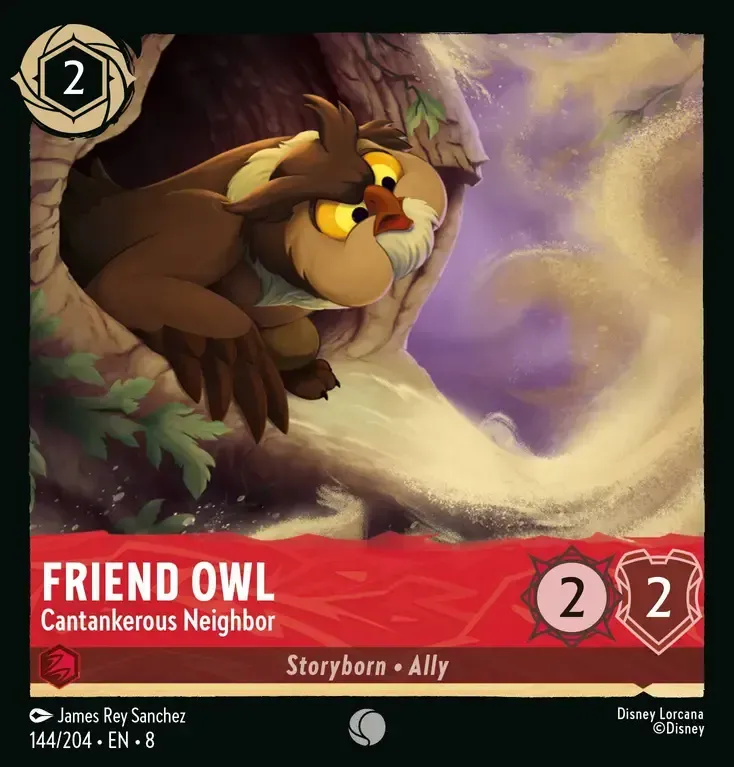 2
FRIEND OWL
Cantankerous Neighbor
2
2
Storyborn • Ally
James Rey Sanchez
144/204 • EN • 8
Disney Lorcana
©Disney